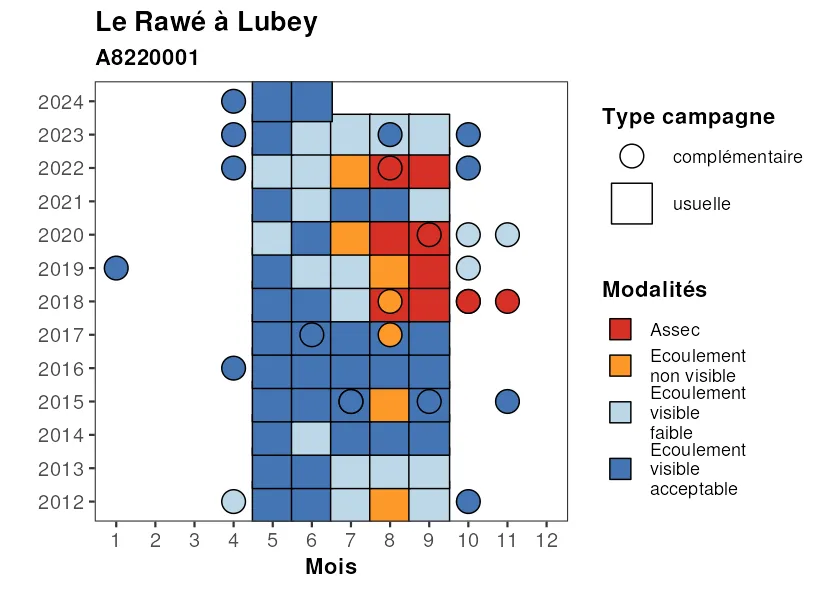 Le Rawé à Lubey
A8220001
2024
2023
2022
2021
2020
2019
2018
2017
2016
2015
2014
2013
2012
1 2 3 4 5 6 7 8 9 10 11 12
Mois
Type campagne
complémentaire
usuelle
Modalités
Assec
Ecoulement
non visible
Ecoulement
visible
faible
Ecoulement
visible
acceptable